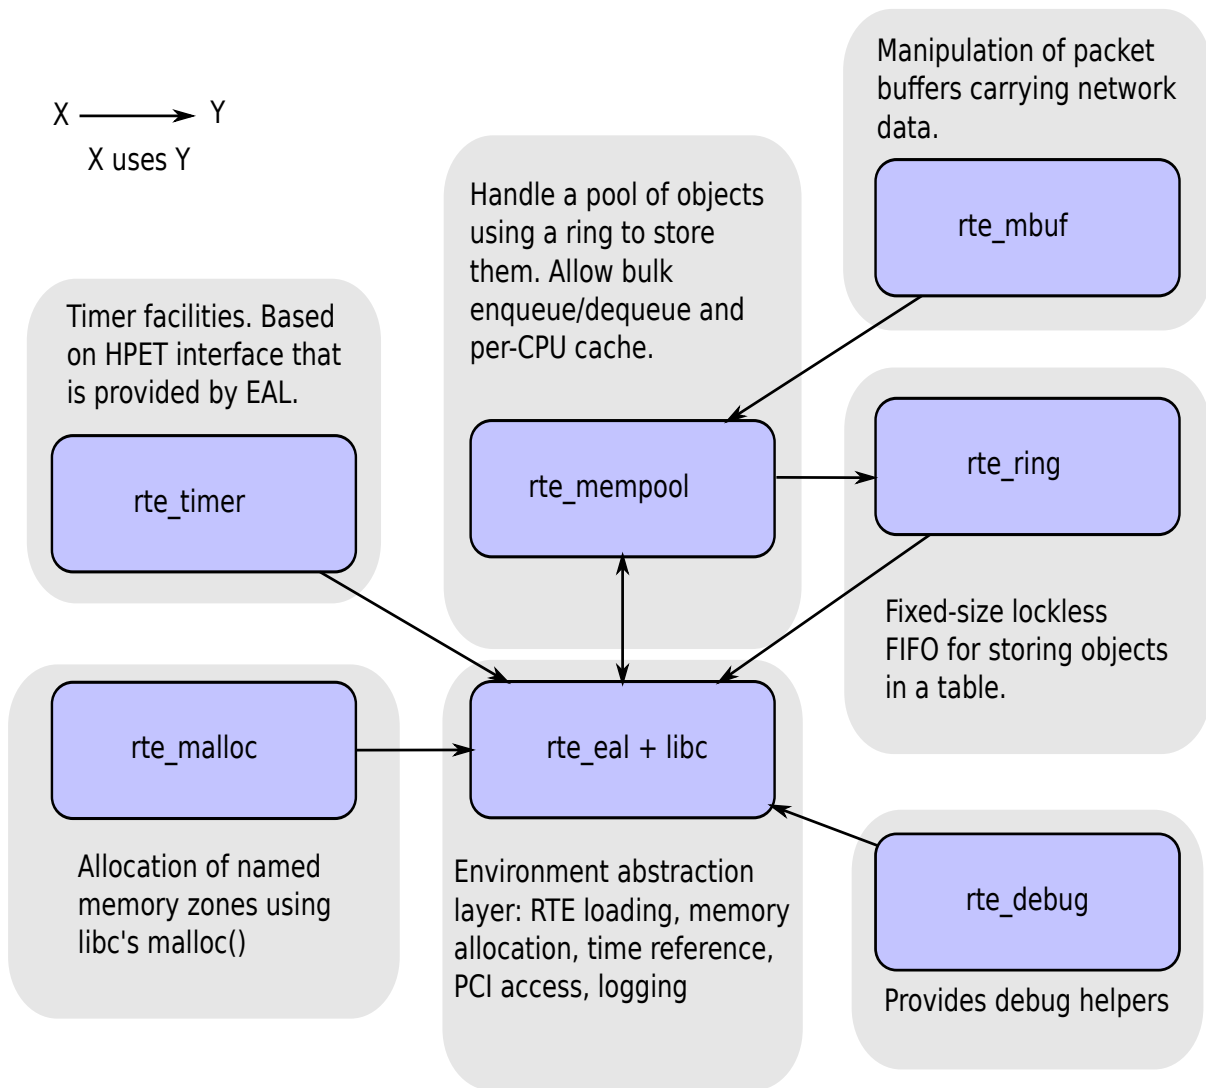 X
Y
X uses Y
Manipulation of packet
buffers carrying network
data.
rte_mbuf
Handle a pool of objects
using a ring to store
them. Allow bulk
enqueue/dequeue and
per-CPU cache.
rte_mempool
Timer facilities. Based
on HPET interface that
is provided by EAL.
rte_timer
rte_ring
Fixed-size lockless
FIFO for storing objects
in a table.
rte_malloc
Allocation of named
memory zones using
libc's malloc()
rte_eal + libc
Environment abstraction
layer: RTE loading, memory
allocation, time reference,
PCI access, logging
rte_debug
Provides debug helpers